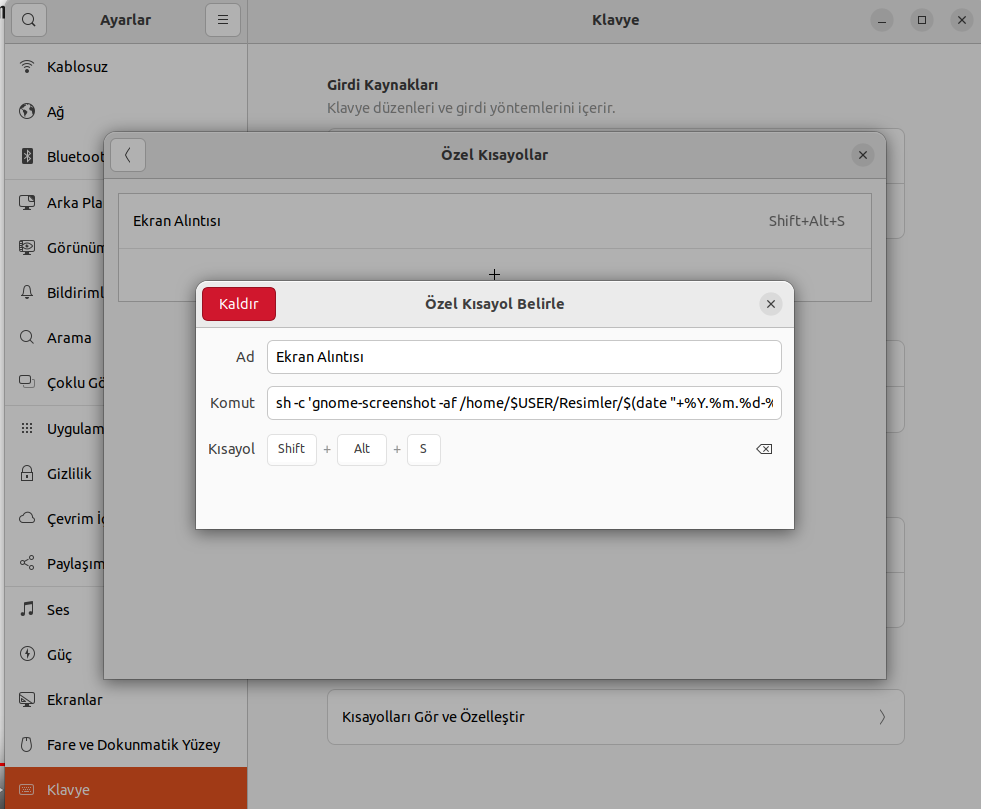 Ayarlar
Klavye
Kablosuz
Ağ
Bluetoot
Arka Pla
Görünüm
Bildiriml
Arama
Çoklu Gö
Uygulam
Gizlilik
Çevrim İç
Paylaşım
Ses
Güç
Ekranlar
Fare ve Dokunmatik Yüzey
Klavye
Girdi Kaynakları
Klavye düzenleri ve girdi yöntemlerini içerir.
Özel Kısayollar
Ekran Alıntısı Shift+Alt+S
+
Kaldır
Özel Kısayol Belirle
Ad Ekran Alıntısı
Komut sh -c 'gnome-screenshot -af /home/$USER/Resimler/$(date "+%Y.%m.%d-%
Kısayol Shift + Alt + S
Kısayolları Gör ve Özelleştir